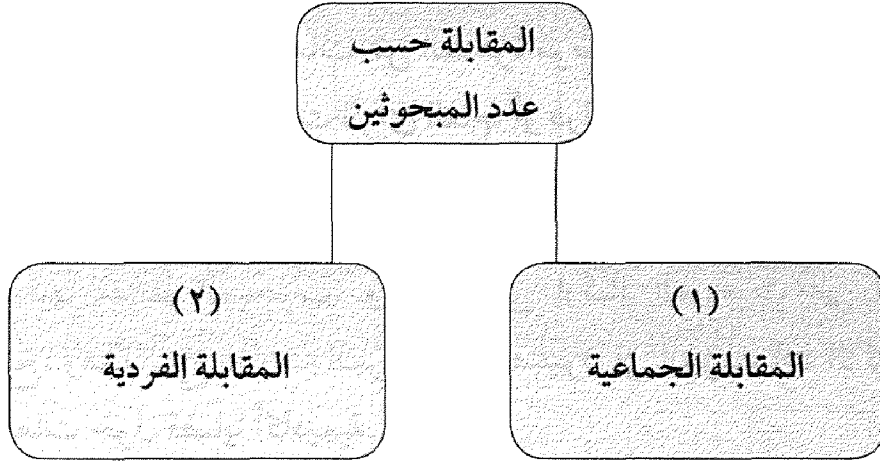 المقابلة حسب
عدد المبحوثين
(١)
المقابلة الجماعية
(٢)
المقابلة الفردية